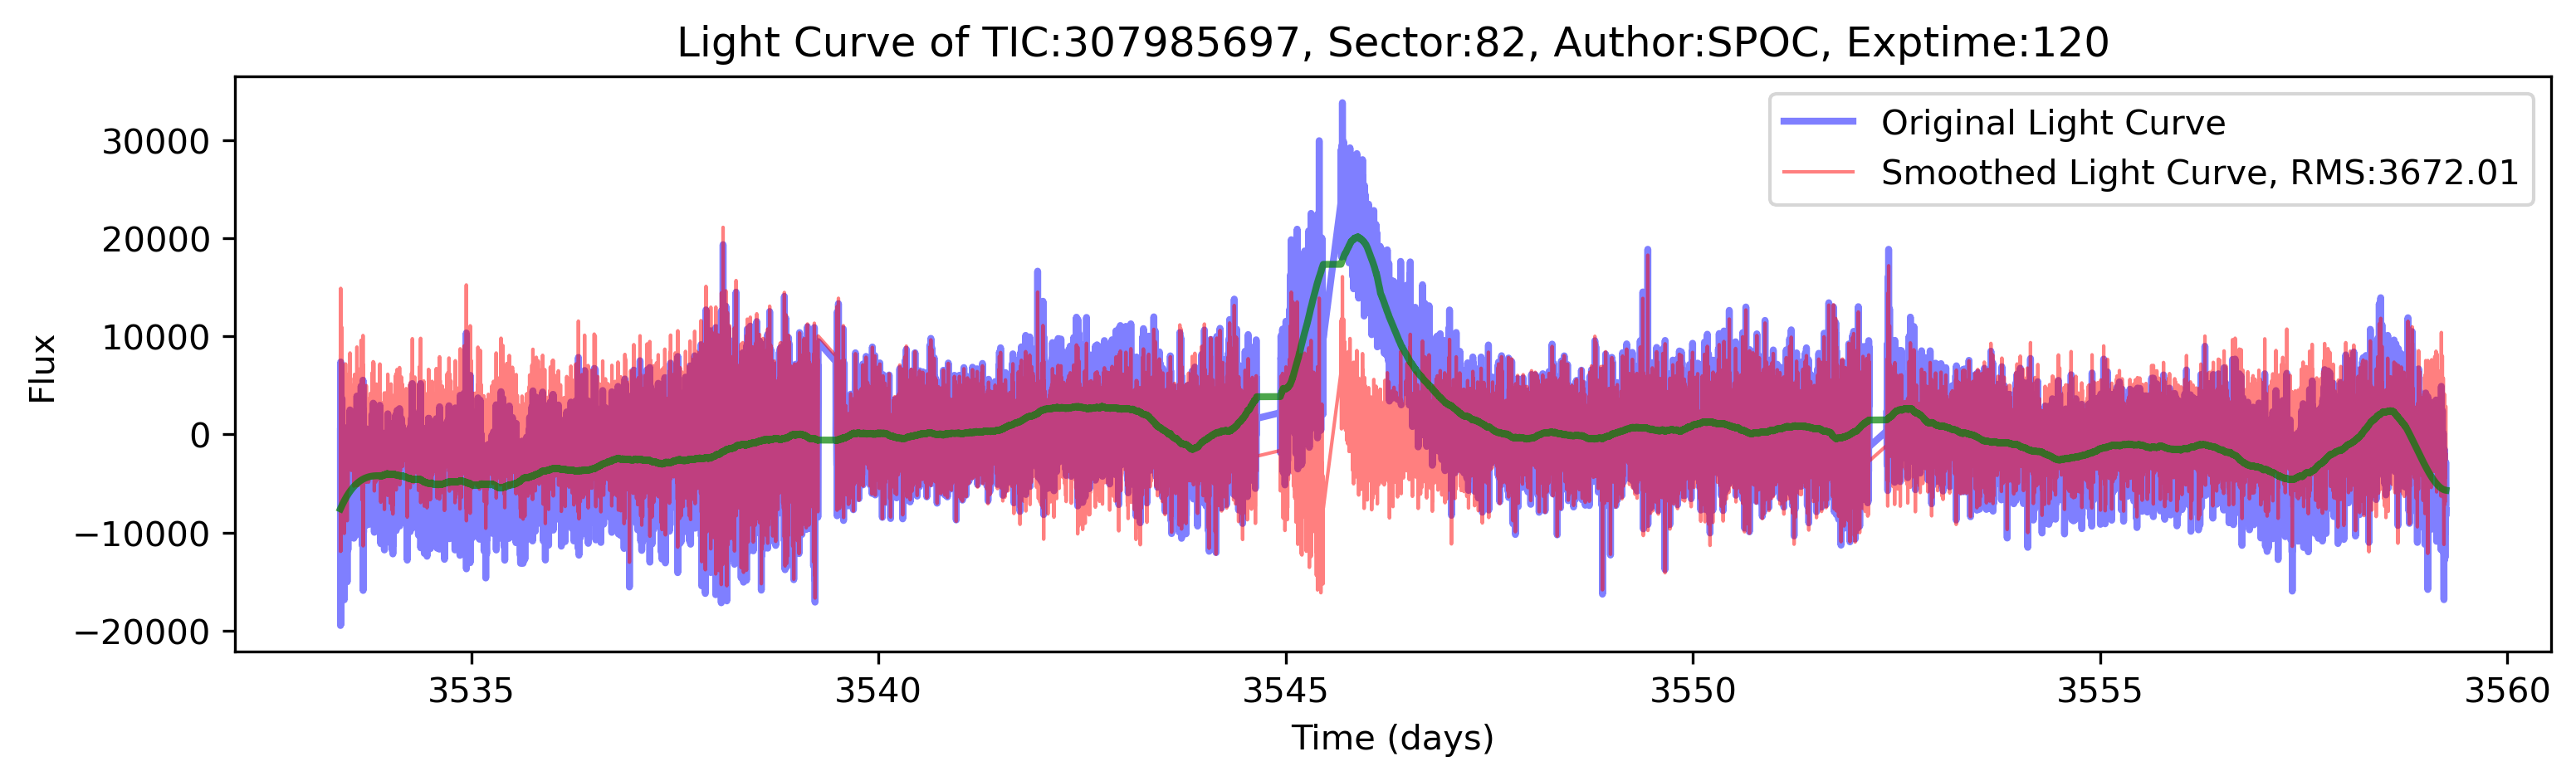 Light Curve of TIC:307985697, Sector:82, Author:SPOC, Exptime:120
Original Light Curve
Smoothed Light Curve, RMS:3672.01
Flux
30000
20000
10000
0
−10000
−20000
3535
3540
3545
3550
3555
3560
Time (days)